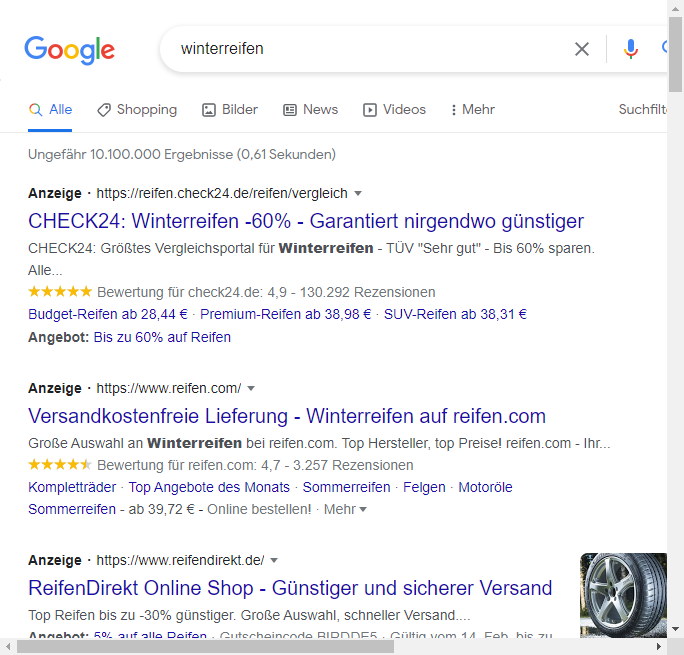 Google
winterreifen
Alle Shopping Bilder News Videos Mehr Suchfilt
Ungefähr 10.100.000 Ergebnisse (0,61 Sekunden)
Anzeige · https://reifen.check24.de/reifen/vergleich
CHECK24: Winterreifen -60% - Garantiert nirgendwo günstiger
CHECK24: Größtes Vergleichsportal für Winterreifen - TÜV "Sehr gut" - Bis 60% sparen.
Alle...
Bewertung für check24.de: 4,9 - 130.292 Rezensionen
Budget-Reifen ab 28,44 € · Premium-Reifen ab 38,98 € · SUV-Reifen ab 38,31 €
Angebot: Bis zu 60% auf Reifen
Anzeige · https://www.reifen.com/
Versandkostenfreie Lieferung - Winterreifen auf reifen.com
Große Auswahl an Winterreifen bei reifen.com. Top Hersteller, top Preise! reifen.com - Ihr...
Bewertung für reifen.com: 4,7 - 3.257 Rezensionen
Kompletträder · Top Angebote des Monats · Sommerreifen · Felgen · Motoröle
Sommerreifen - ab 39,72 € - Online bestellen! · Mehr
Anzeige · https://www.reifendirekt.de/
ReifenDirekt Online Shop - Günstiger und sicherer Versand
Top Reifen bis zu -30% günstiger. Große Auswahl, schneller Versand....
Angebot: 5% auf alle Reifen · Gutscheincode BIRDDE5 · Gültig vom 14. Feb. bis zu